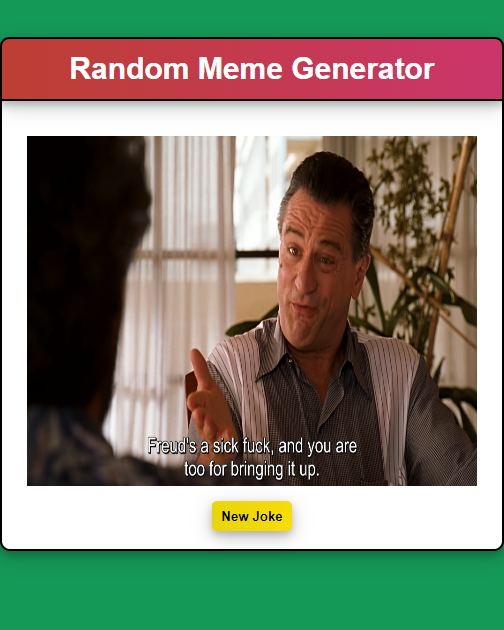 Random Meme Generator
Freud's a sick fuck, and you are
too for bringing it up.
New Joke